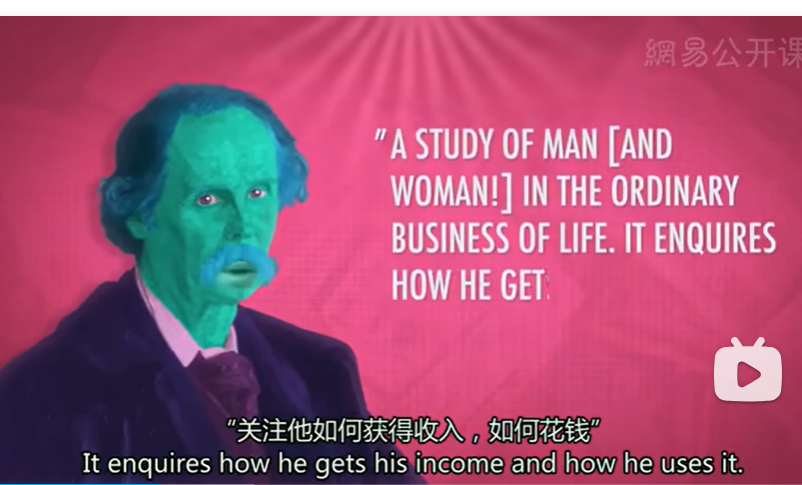 網易公开课
" A STUDY OF MAN [AND
WOMAN!] IN THE ORDINARY
BUSINESS OF LIFE. IT ENQUIRES
HOW HE GET
“关注他如何获得收入，如何花钱”
It enquires how he gets his income and how he uses it.